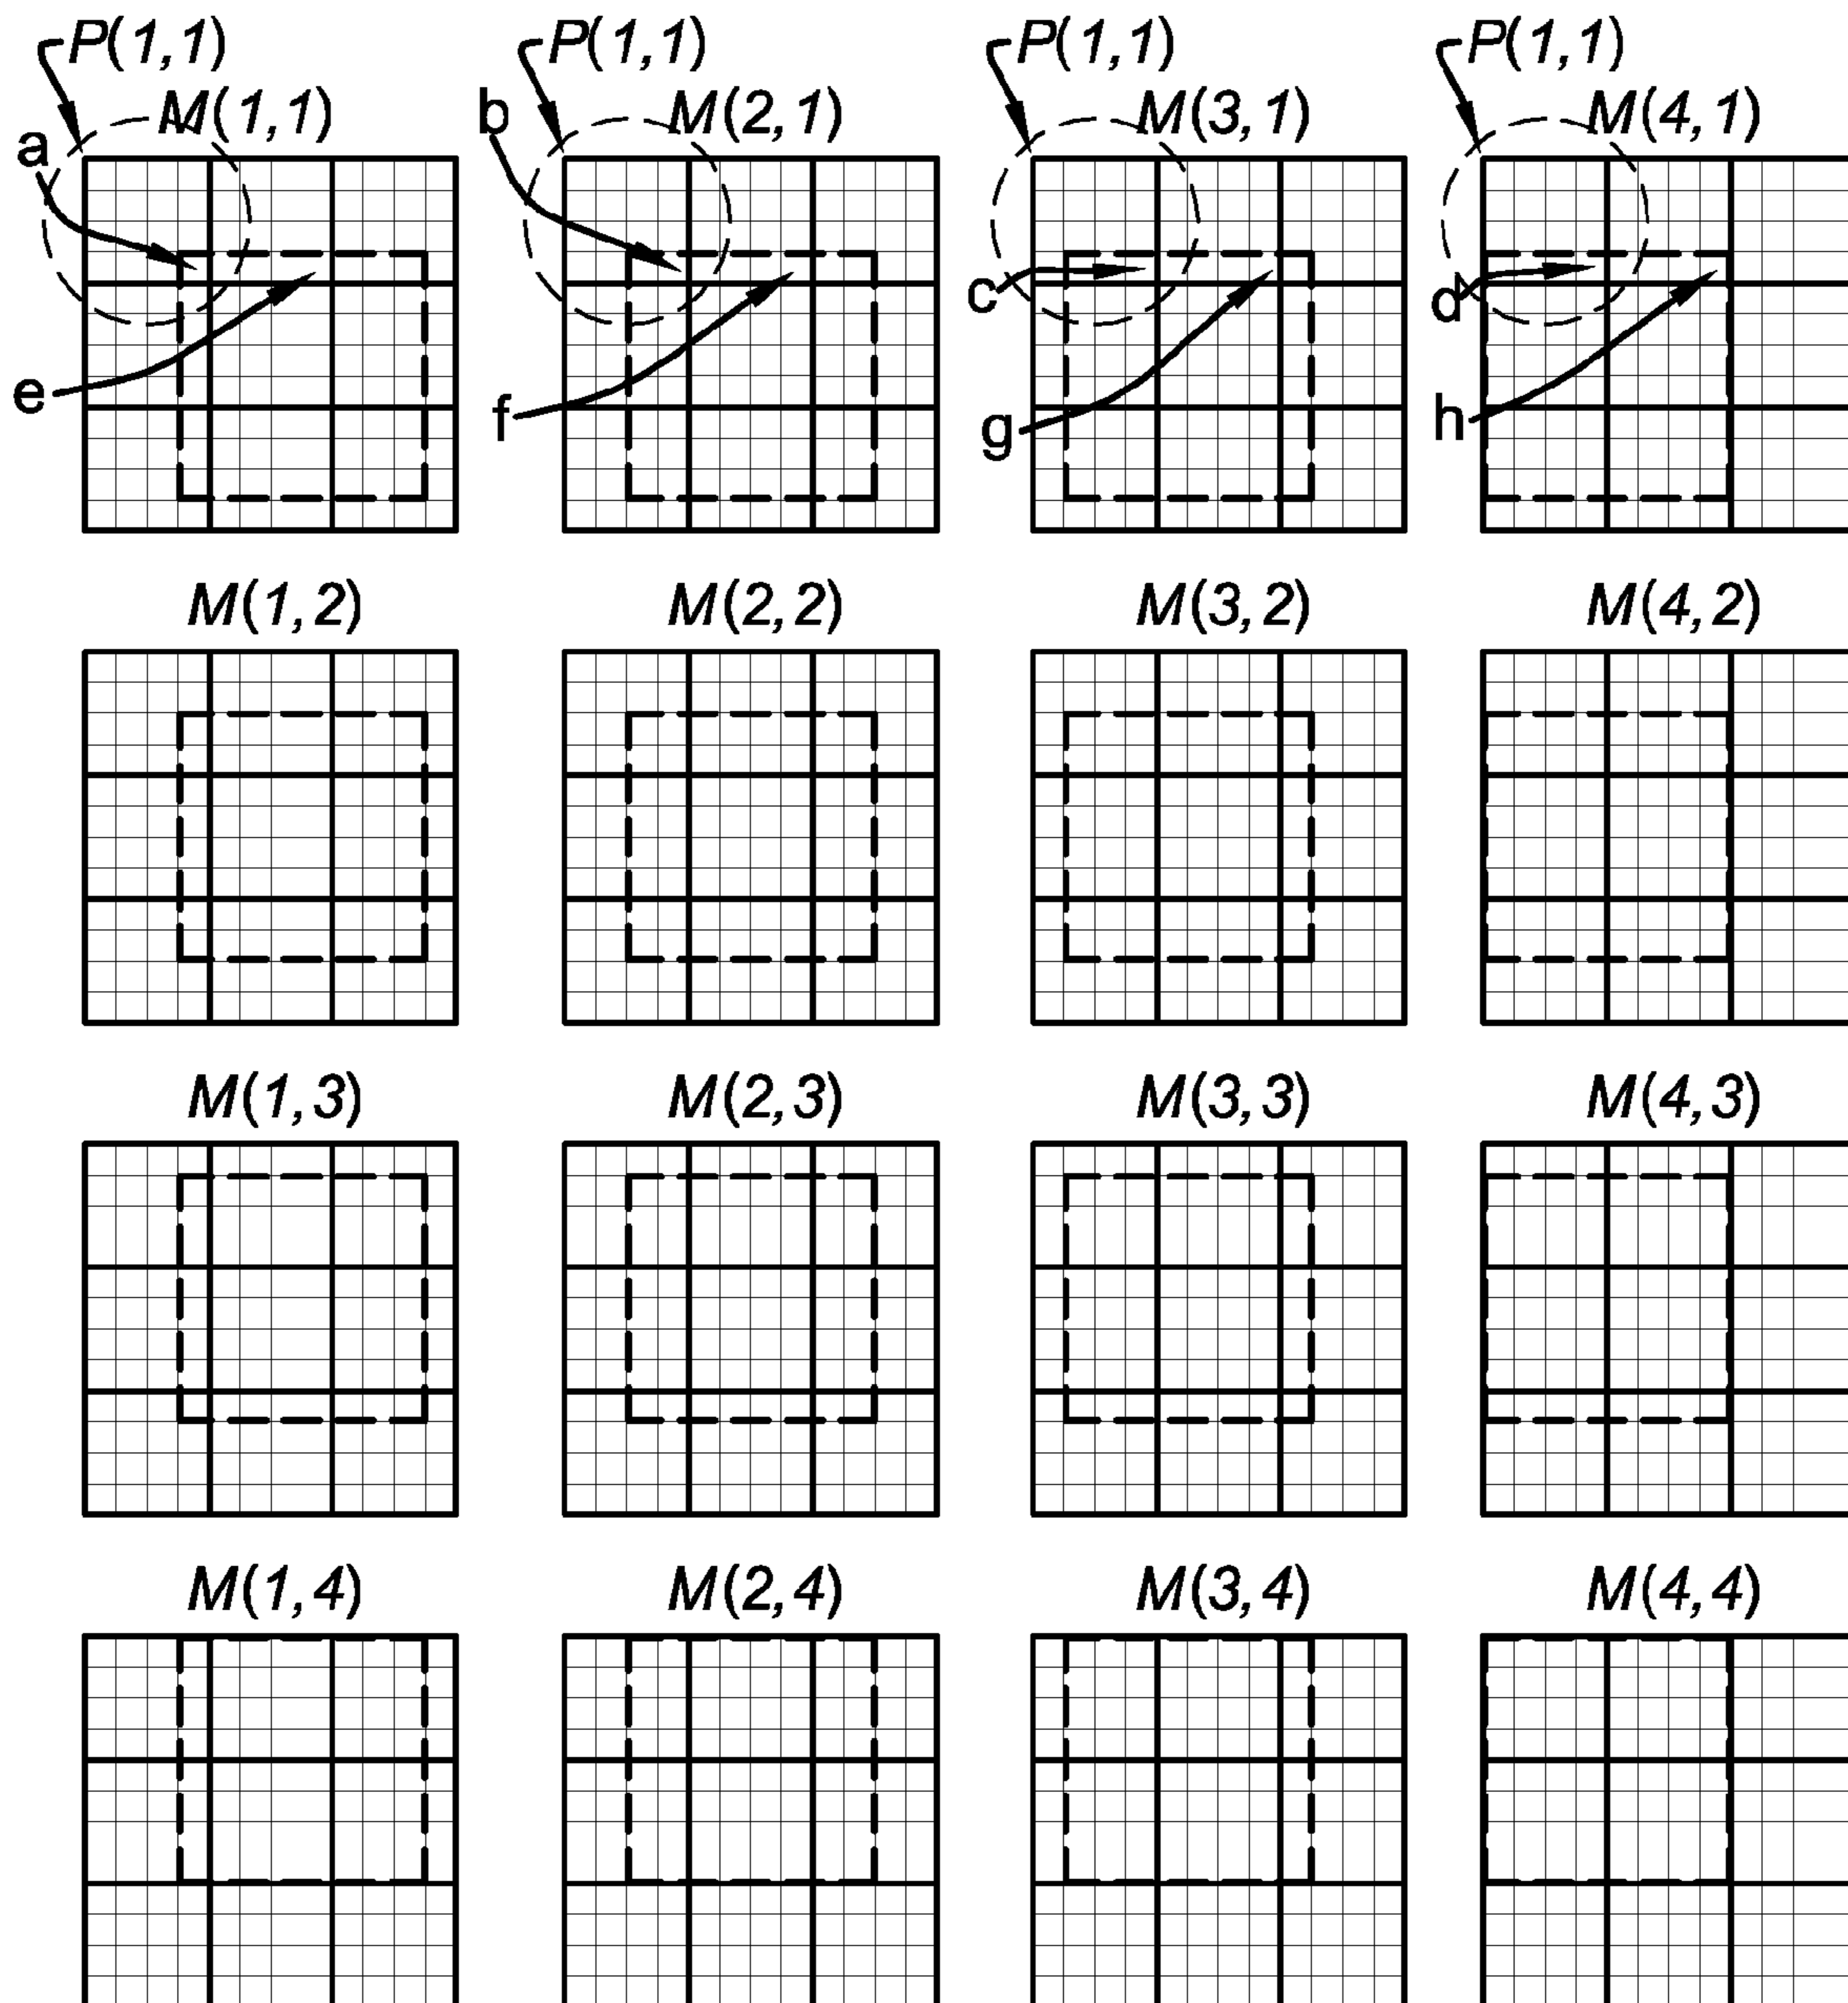 P(1,1) P(1,1) P(1,1) P(1,1)
M(1,1) M(2,1) M(3,1) M(4,1)
a b
c d
e f g h
M(1,2) M(2,2) M(3,2) M(4,2)
M(1,3) M(2,3) M(3,3) M(4,3)
M(1,4) M(2,4) M(3,4) M(4,4)